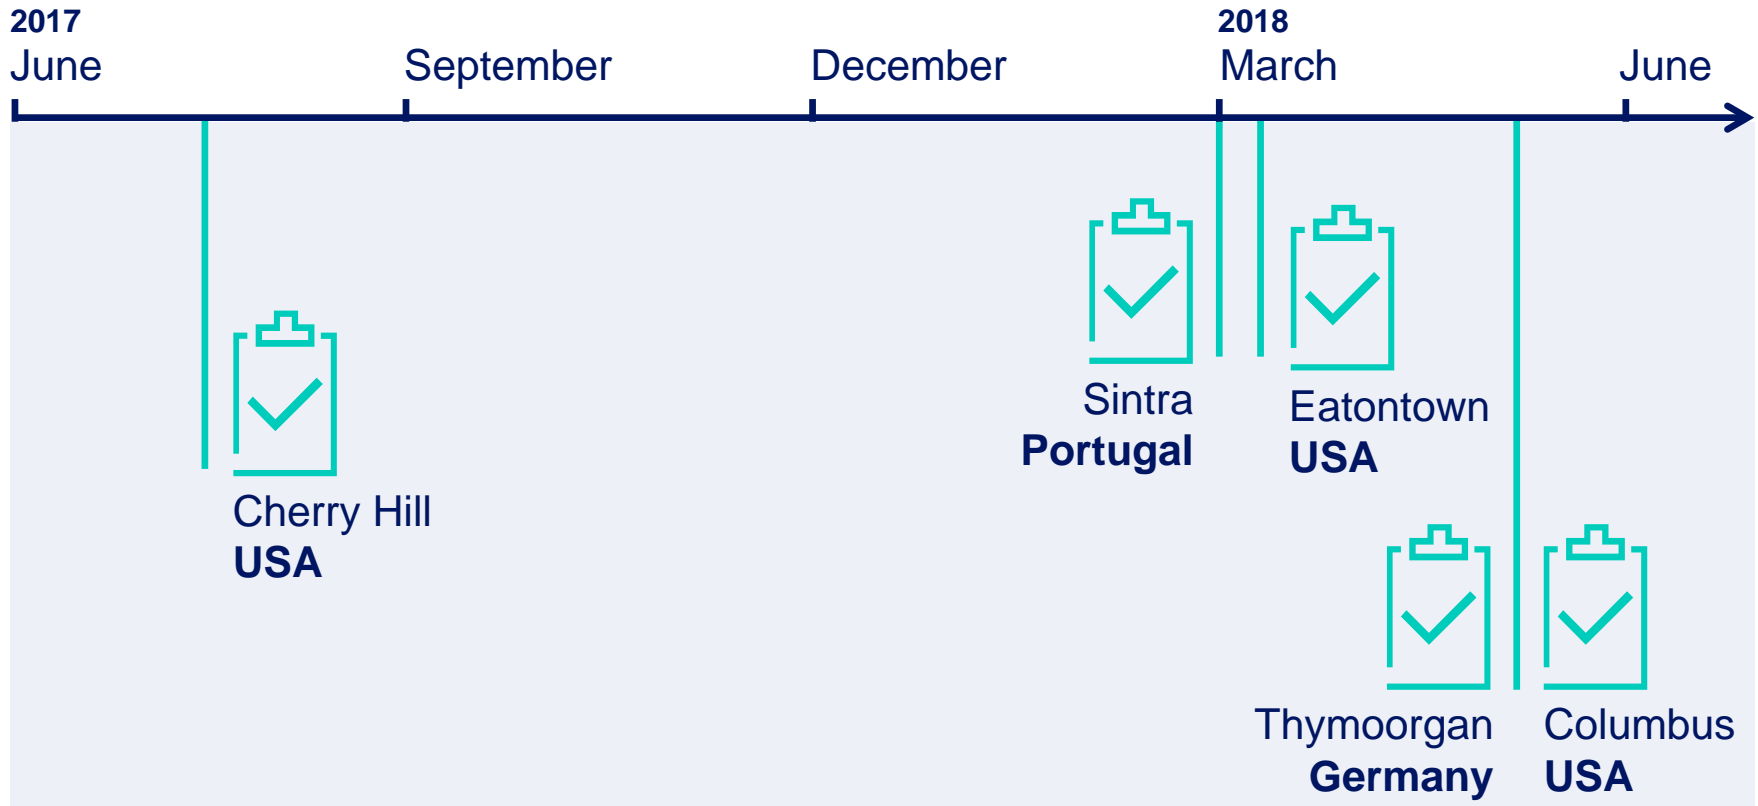 2017
June
September
December
2018
March
June
Sintra
Portugal
Eatontown
USA
Cherry Hill
USA
Thymoorgan
Germany
Columbus
USA